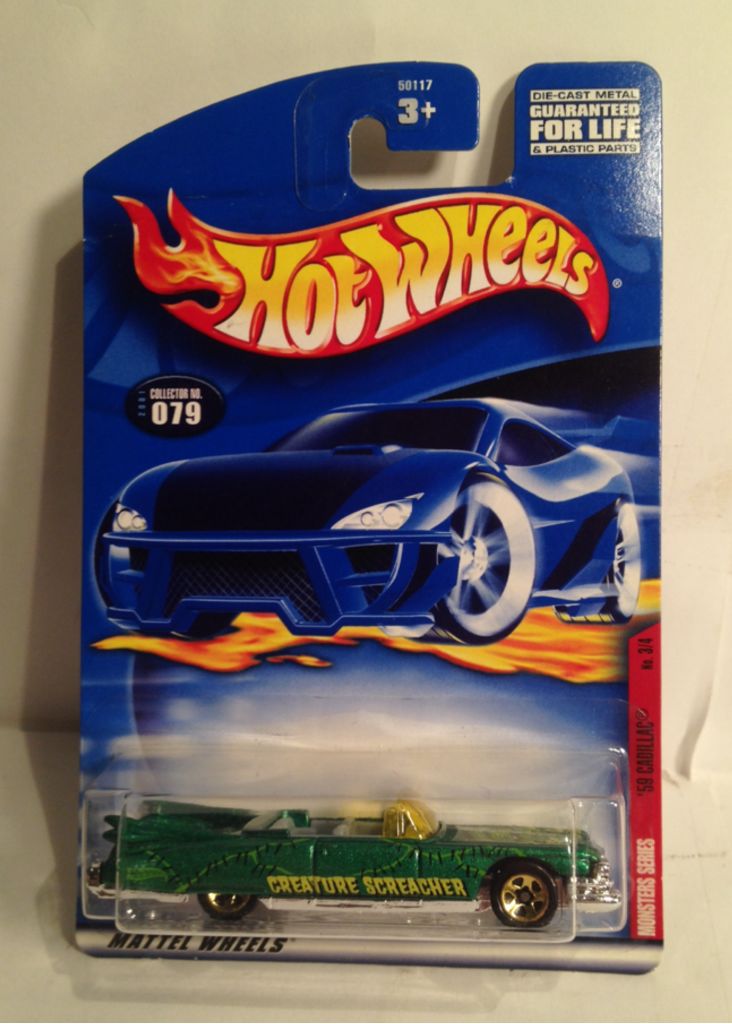 50117
3+
DIE-CAST METAL
GUARANTEED
FOR LIFE
& PLASTIC PARTS
HOT WHEELS®
2001
COLLECTOR NO.
079
No. 3/4
'59 CADILLAC®
MONSTERS SERIES
CREATURE SCREACHER
MATTEL WHEELS